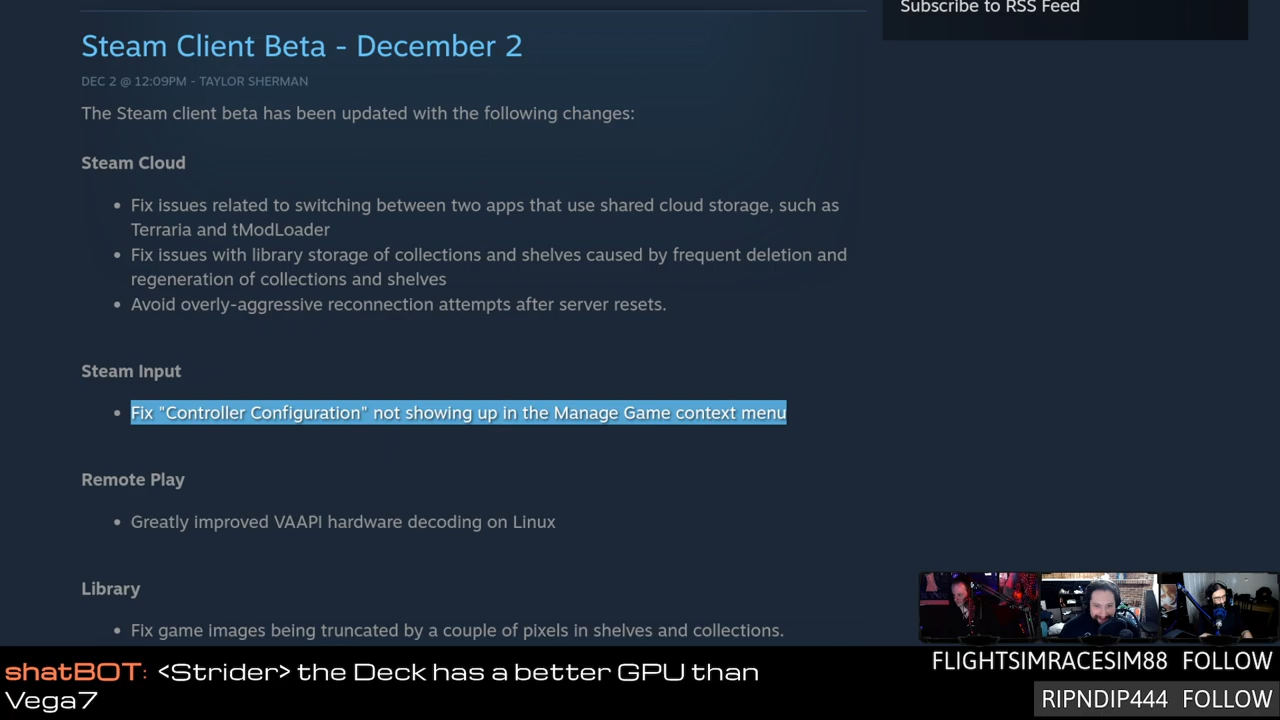 Subscribe to RSS Feed
Steam Client Beta - December 2
DEC 2 @ 12:09PM - TAYLOR SHERMAN
The Steam client beta has been updated with the following changes:
Steam Cloud
• Fix issues related to switching between two apps that use shared cloud storage, such as
Terraria and tModLoader
• Fix issues with library storage of collections and shelves caused by frequent deletion and
regeneration of collections and shelves
• Avoid overly-aggressive reconnection attempts after server resets.
Steam Input
• Fix "Controller Configuration" not showing up in the Manage Game context menu
Remote Play
• Greatly improved VAAPI hardware decoding on Linux
Library
• Fix game images being truncated by a couple of pixels in shelves and collections.
shatBOT: <Strider> the Deck has a better GPU than
Vega7
FLIGHTSIMRACESIM88 FOLLOW
RIPNDIP444 FOLLOW